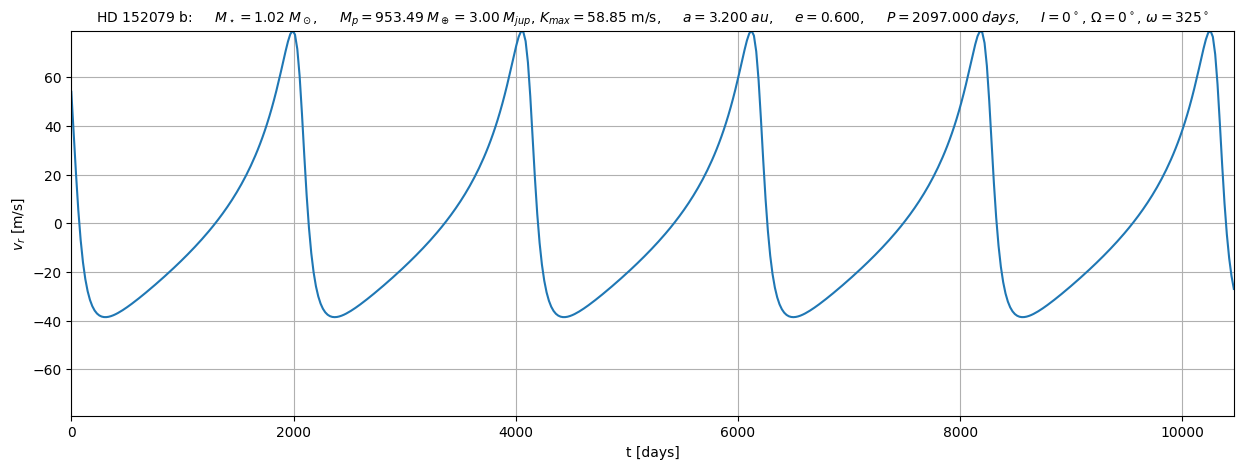 HD 152079 b: M⋆ = 1.02 M⊙, Mp = 953.49 M⊕ = 3.00 Mjup, Kmax = 58.85 m/s, a = 3.200 au, e = 0.600, P = 2097.000 days, I = 0°, Ω = 0°, ω = 325°
60
40
20
0
−20
−40
−60
vr [m/s]
0 2000 4000 6000 8000 10000
t [days]